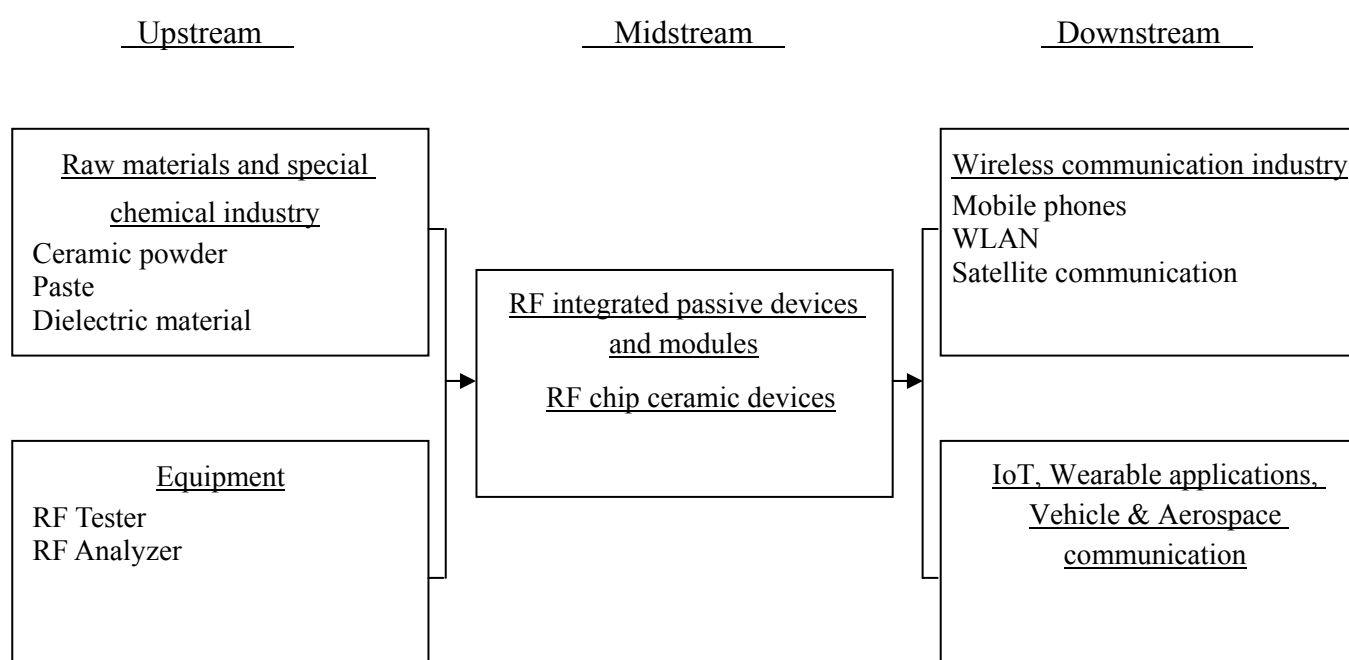 Upstream
Midstream
Downstream
Raw materials and special
chemical industry
Ceramic powder
Paste
Dielectric material
Equipment
RF Tester
RF Analyzer
RF integrated passive devices
and modules
RF chip ceramic devices
Wireless communication industry
Mobile phones
WLAN
Satellite communication
IoT, Wearable applications,
Vehicle & Aerospace
communication